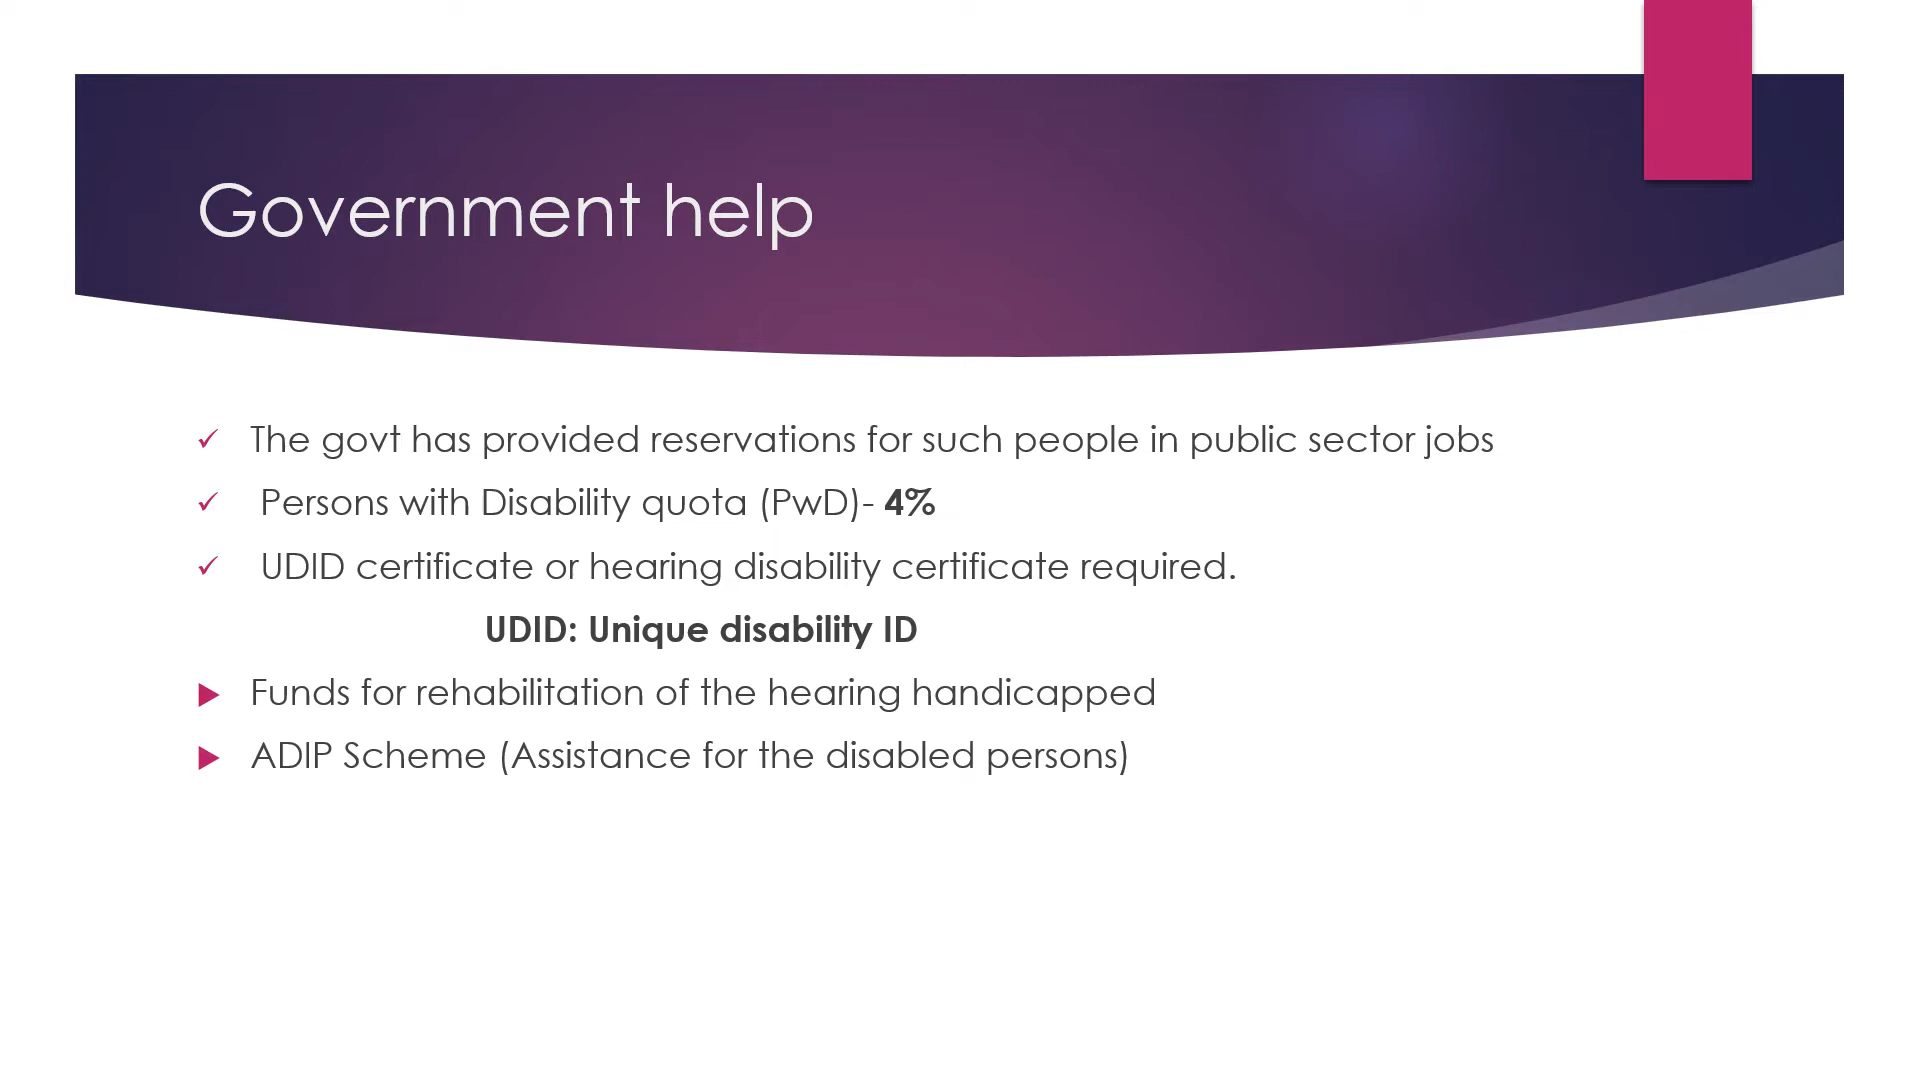 Government help
The govt has provided reservations for such people in public sector jobs
Persons with Disability quota (PwD)- 4%
UDID certificate or hearing disability certificate required.
UDID: Unique disability ID
Funds for rehabilitation of the hearing handicapped
ADIP Scheme (Assistance for the disabled persons)